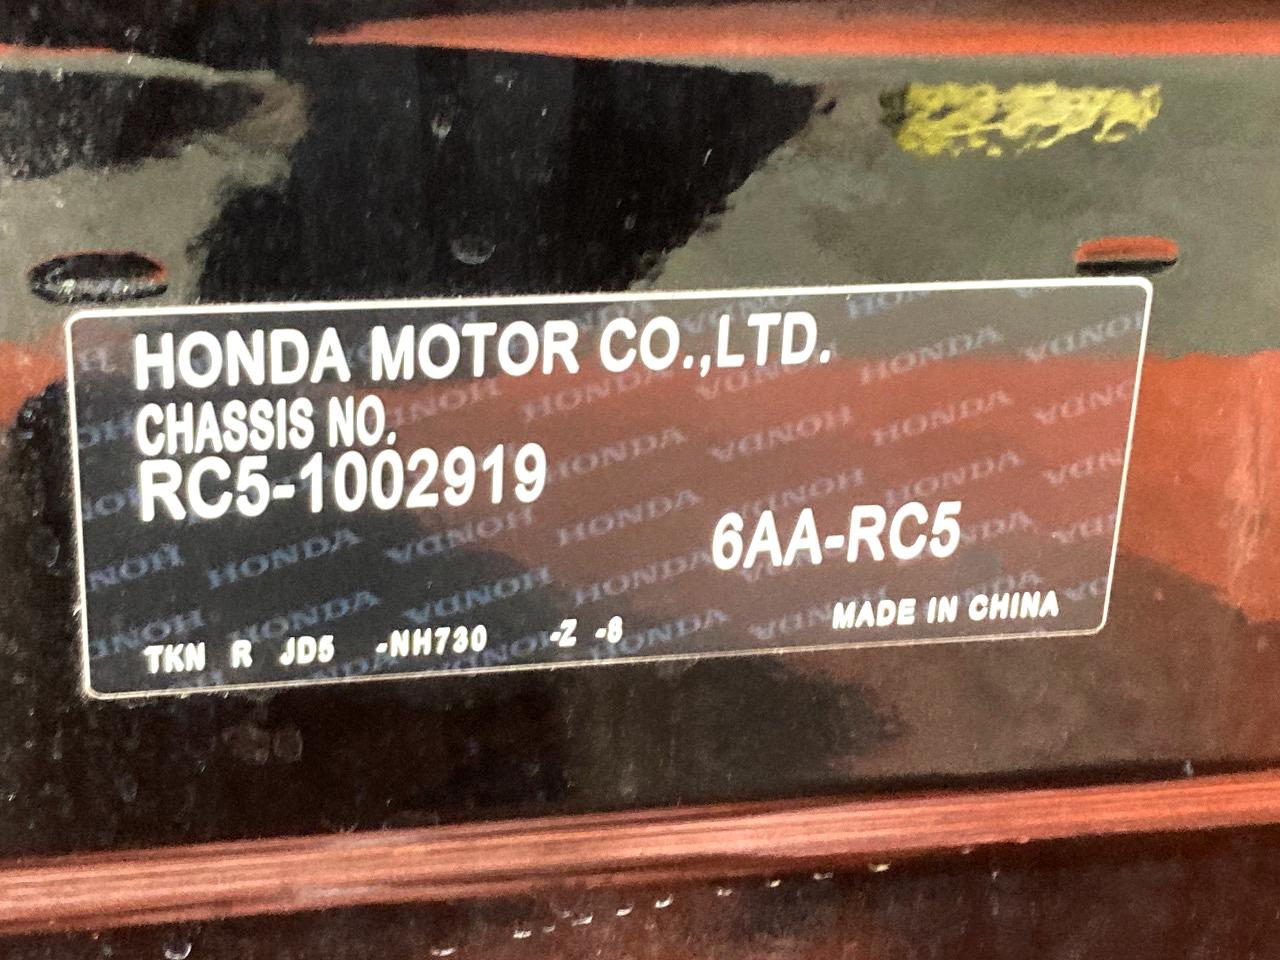 HONDA MOTOR CO.,LTD.
CHASSIS NO.
RC5-1002919
6AA-RC5
TKN R JD5 -NH730 -Z -8
MADE IN CHINA